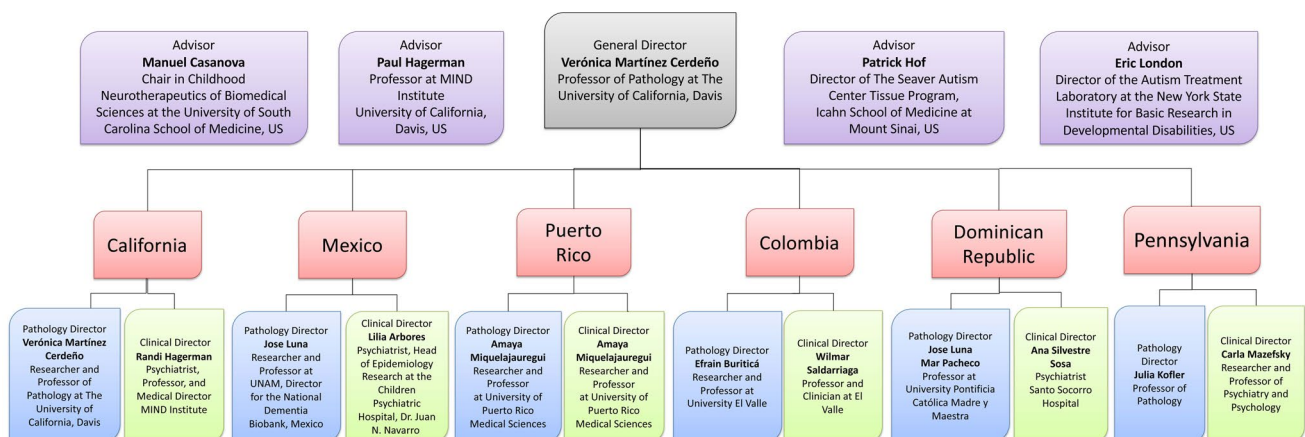 Advisor
Manuel Casanova
Chair in Childhood
Neurotherapeutics of Biomedical
Sciences at the University of South
Carolina School of Medicine, US
Advisor
Paul Hagerman
Professor at MIND
Institute
University of California,
Davis, US
General Director
Verónica Martínez Cerdeño
Professor of Pathology at The
University of California, Davis
Advisor
Patrick Hof
Director of The Seaver Autism
Center Tissue Program,
Icahn School of Medicine at
Mount Sinai, US
Advisor
Eric London
Director of the Autism Treatment
Laboratory at the New York State
Institute for Basic Research in
Developmental Disabilities, US
California
Mexico
Puerto
Rico
Colombia
Dominican
Republic
Pennsylvania
Pathology Director
Verónica Martínez
Cerdeño
Researcher and
Professor of
Pathology at The
University of
California, Davis
Clinical Director
Randi Hagerman
Psychiatrist,
Professor, and
Medical Director
MIND Institute
Pathology Director
Jose Luna
Researcher and
Professor at
UNAM, Director
for the National
Dementia
Biobank, Mexico
Clinical Director
Lilia Arbores
Psychiatrist, Head
of Epidemiology
Research at the
Children
Psychiatric
Hospital, Dr. Juan
N. Navarro
Pathology Director
Amaya
Miquelajauregui
Researcher and
Professor
at University of
Puerto Rico
Medical Sciences
Clinical Director
Amaya
Miquelajauregui
Researcher and
Professor
at University of
Puerto Rico
Medical Sciences
Pathology Director
Efrain Buriticá
Researcher and
Professor at
University El Valle
Clinical Director
Wilmar
Saldarriaga
Professor and
Clinician at El
Valle
Pathology Director
Jose Luna
Mar Pacheco
Professor at
University Pontificia
Católica Madre y
Maestra
Clinical Director
Ana Silvestre
Sosa
Psychiatrist
Santo Socorro
Hospital
Pathology
Director
Julia Kofler
Professor of
Pathology
Clinical Director
Carla Mazefsky
Researcher and
Professor of
Psychiatry and
Psychology